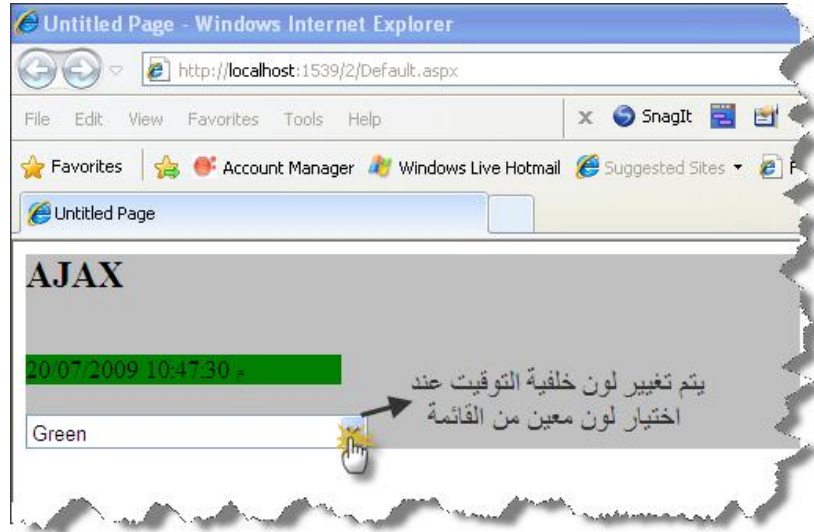 Untitled Page - Windows Internet Explorer
http://localhost:1539/2/Default.aspx
File Edit View Favorites Tools Help x SnagIt
Favorites Account Manager Windows Live Hotmail Suggested Sites
Untitled Page
AJAX
20/07/2009 10:47:30 م
يتم تغيير لون خلفية التوقيت عند
اختيار لون معين من القائمة
Green